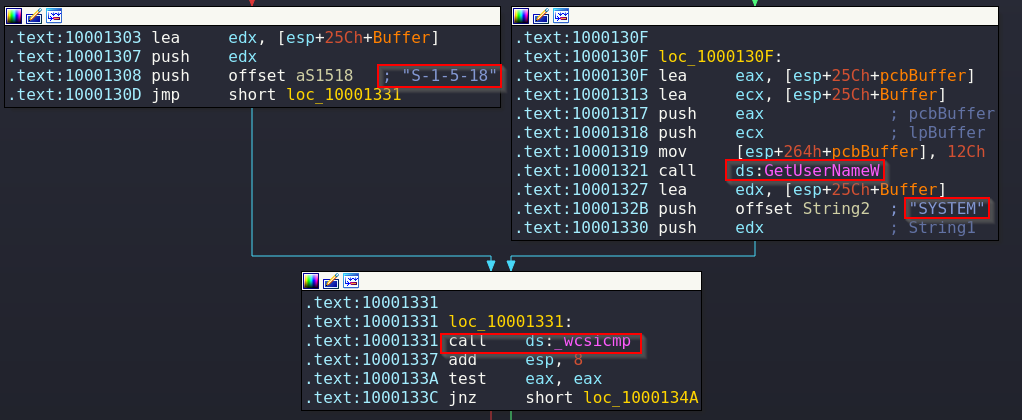 .text:10001303 lea edx, [esp+25Ch+Buffer]
.text:10001307 push edx
.text:10001308 push offset aS1518 ; "S-1-5-18"
.text:1000130D jmp short loc_10001331
.text:1000130F
.text:1000130F loc_1000130F:
.text:1000130F lea eax, [esp+25Ch+pcbBuffer]
.text:10001313 lea ecx, [esp+25Ch+Buffer]
.text:10001317 push eax ; pcbBuffer
.text:10001318 push ecx ; lpBuffer
.text:10001319 mov [esp+264h+pcbBuffer], 12Ch
.text:10001321 call ds:GetUserNameW
.text:10001327 lea edx, [esp+25Ch+Buffer]
.text:1000132B push offset String2 ; "SYSTEM"
.text:10001330 push edx ; String1
.text:10001331
.text:10001331 loc_10001331:
.text:10001331 call ds:_wcsicmp
.text:10001337 add esp, 8
.text:1000133A test eax, eax
.text:1000133C jnz short loc_1000134A